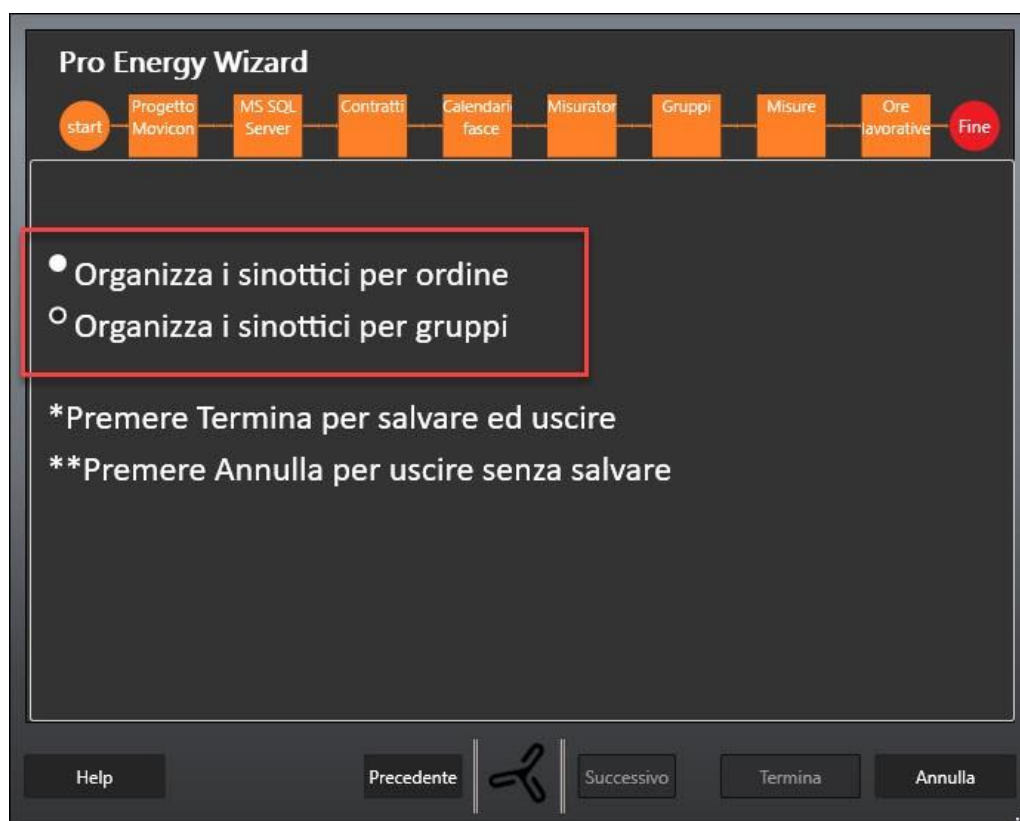 Pro Energy Wizard
start
Progetto
Movicon
MS SQL
Server
Contratti
Calendari
fasce
Misurator
Gruppi
Misure
Ore
lavorative
Fine
Organizza i sinottici per ordine
Organizza i sinottici per gruppi
*Premere Termina per salvare ed uscire
**Premere Annulla per uscire senza salvare
Help
Precedente
Successivo
Termina
Annulla